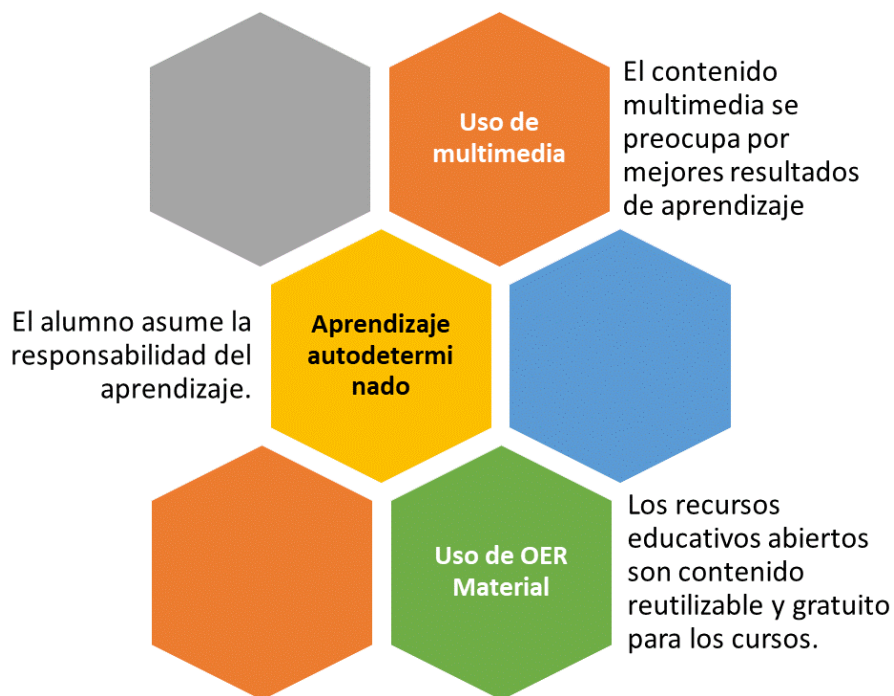 Uso de
multimedia
El contenido
multimedia se
preocupa por
mejores resultados
de aprendizaje
El alumno asume la
responsabilidad del
aprendizaje.
Aprendizaje
autodetermi
nado
Uso de OER
Material
Los recursos
educativos abiertos
son contenido
reutilizable y gratuito
para los cursos.